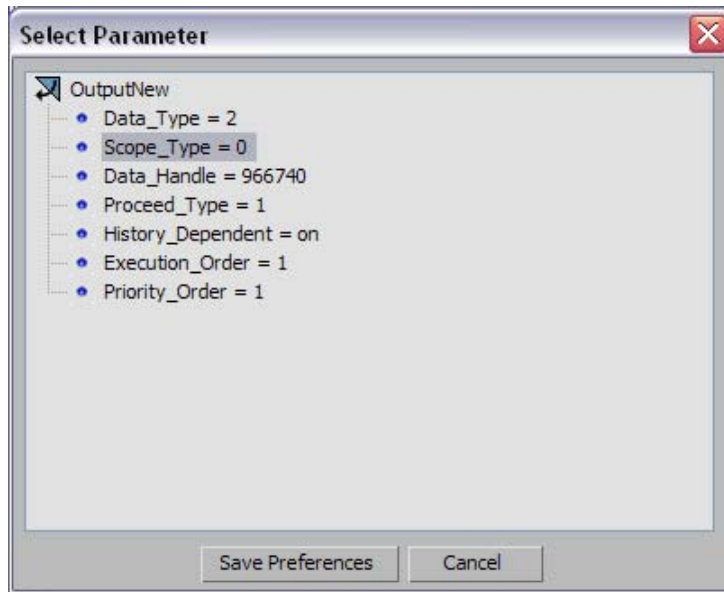 Select Parameter
OutputNew
Data_Type = 2
Scope_Type = 0
Data_Handle = 966740
Proceed_Type = 1
History_Dependent = on
Execution_Order = 1
Priority_Order = 1
Save Preferences Cancel